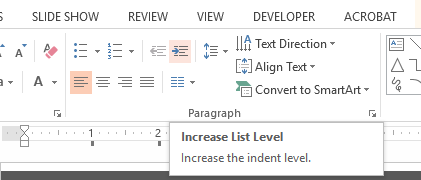 SLIDE SHOW REVIEW VIEW DEVELOPER ACROBAT
Text Direction
Align Text
Convert to SmartArt
Paragraph
1 2
Increase List Level
Increase the indent level.